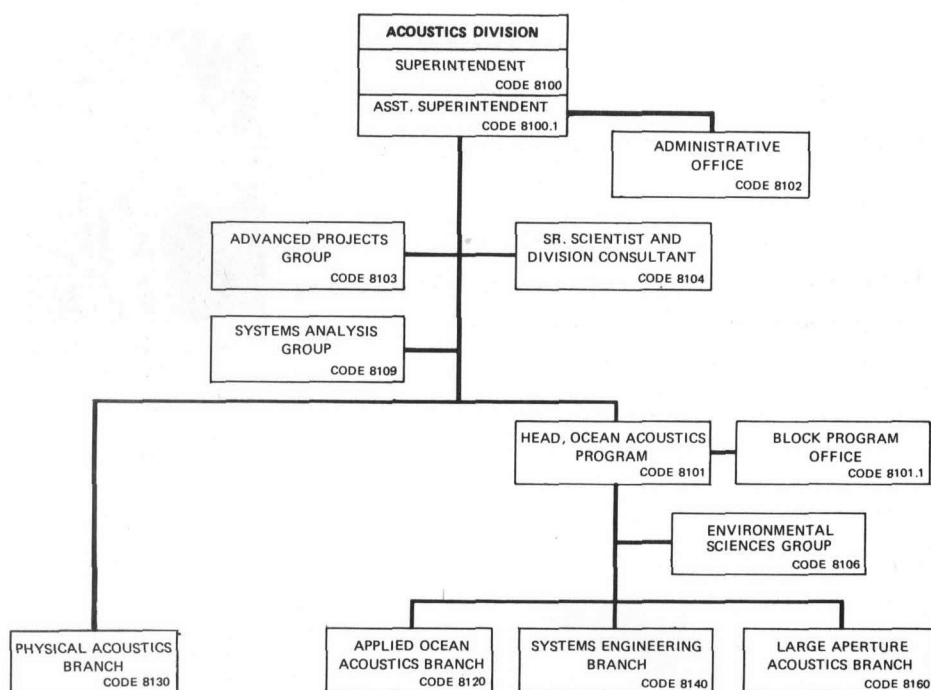 ACOUSTICS DIVISION
SUPERINTENDENT
CODE 8100
ASST. SUPERINTENDENT
CODE 8100.1
ADMINISTRATIVE
OFFICE
CODE 8102
ADVANCED PROJECTS
GROUP
CODE 8103
SR. SCIENTIST AND
DIVISION CONSULTANT
CODE 8104
SYSTEMS ANALYSIS
GROUP
CODE 8109
HEAD, OCEAN ACOUSTICS
PROGRAM
CODE 8101
BLOCK PROGRAM
OFFICE
CODE 8101.1
ENVIRONMENTAL
SCIENCES GROUP
CODE 8106
PHYSICAL ACOUSTICS
BRANCH
CODE 8130
APPLIED OCEAN
ACOUSTICS BRANCH
CODE 8120
SYSTEMS ENGINEERING
BRANCH
CODE 8140
LARGE APERTURE
ACOUSTICS BRANCH
CODE 8160